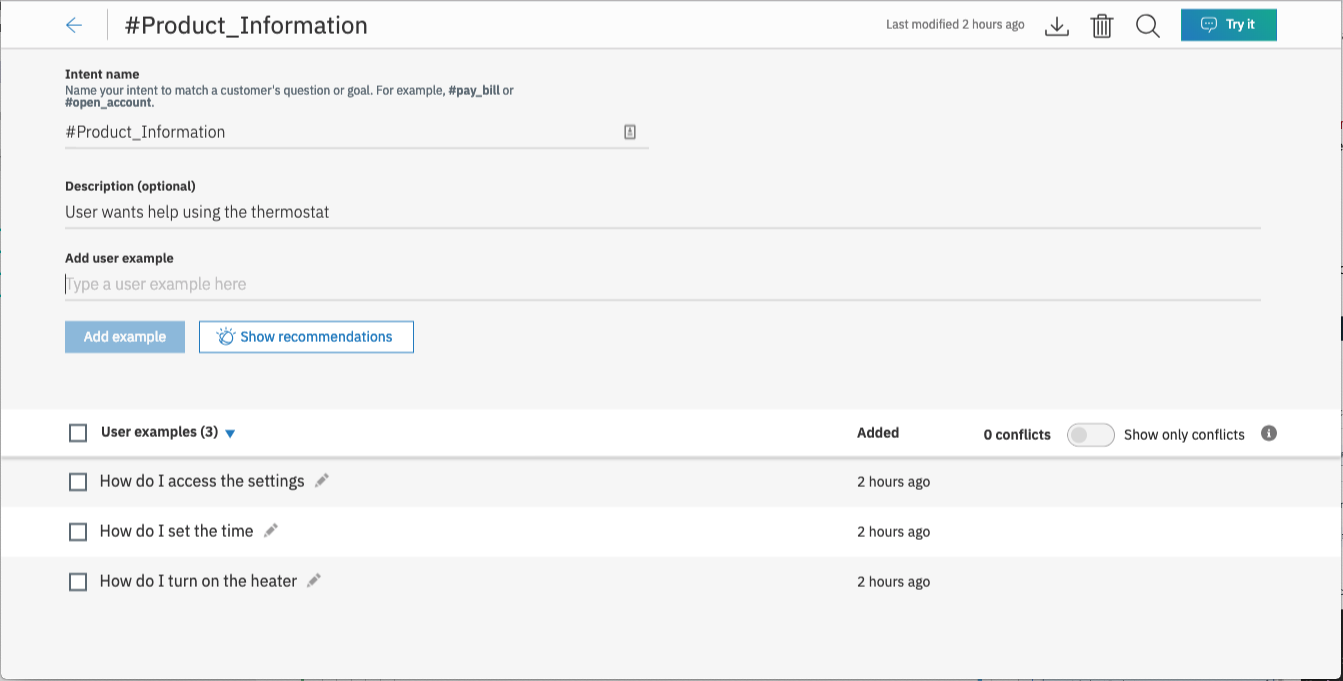 #Product_Information
Last modified 2 hours ago
Try it
Intent name
Name your intent to match a customer's question or goal. For example, #pay_bill or
#open_account.
#Product_Information
Description (optional)
User wants help using the thermostat
Add user example
Type a user example here
Add example
Show recommendations
User examples (3)
Added
0 conflicts
Show only conflicts
How do I access the settings
2 hours ago
How do I set the time
2 hours ago
How do I turn on the heater
2 hours ago